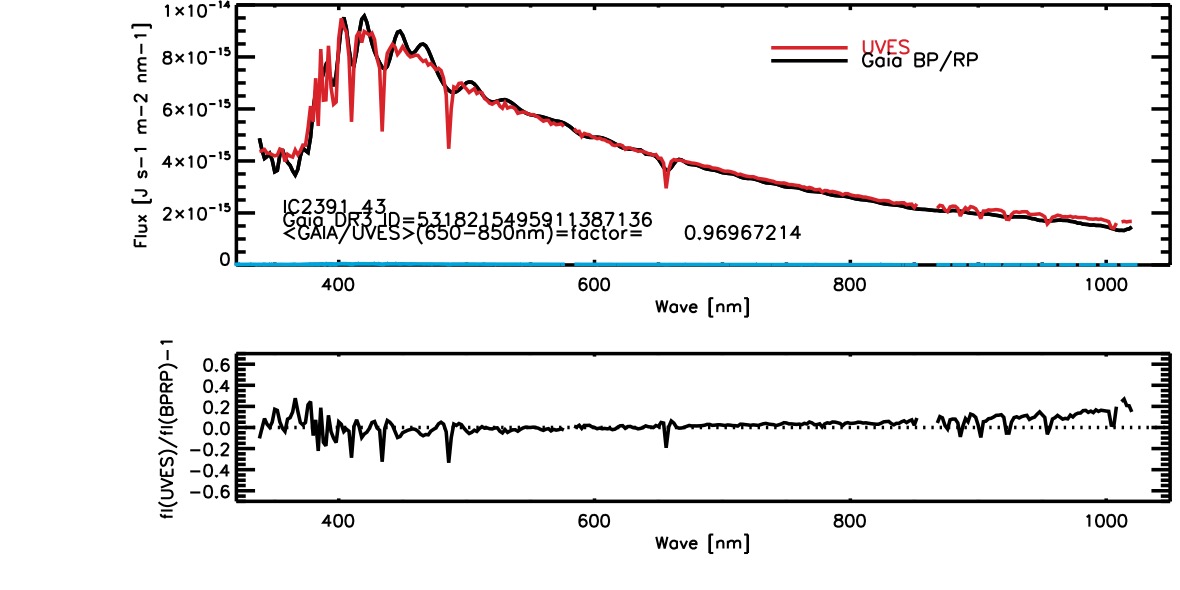 1×10⁻¹⁴
8×10⁻¹⁵
6×10⁻¹⁵
4×10⁻¹⁵
2×10⁻¹⁵
0
Flux [J s−1 m−2 nm−1]
UVES
Gaia BP/RP
IC2391_43
Gaia DR3 ID=5318215495911387136
<GAIA/UVES>(650−850nm)=factor= 0.96967214
400 600 800 1000
Wave [nm]
fl(UVES)/fl(BPRP)−1
0.6
0.4
0.2
0.0
−0.2
−0.4
−0.6
400 600 800 1000
Wave [nm]